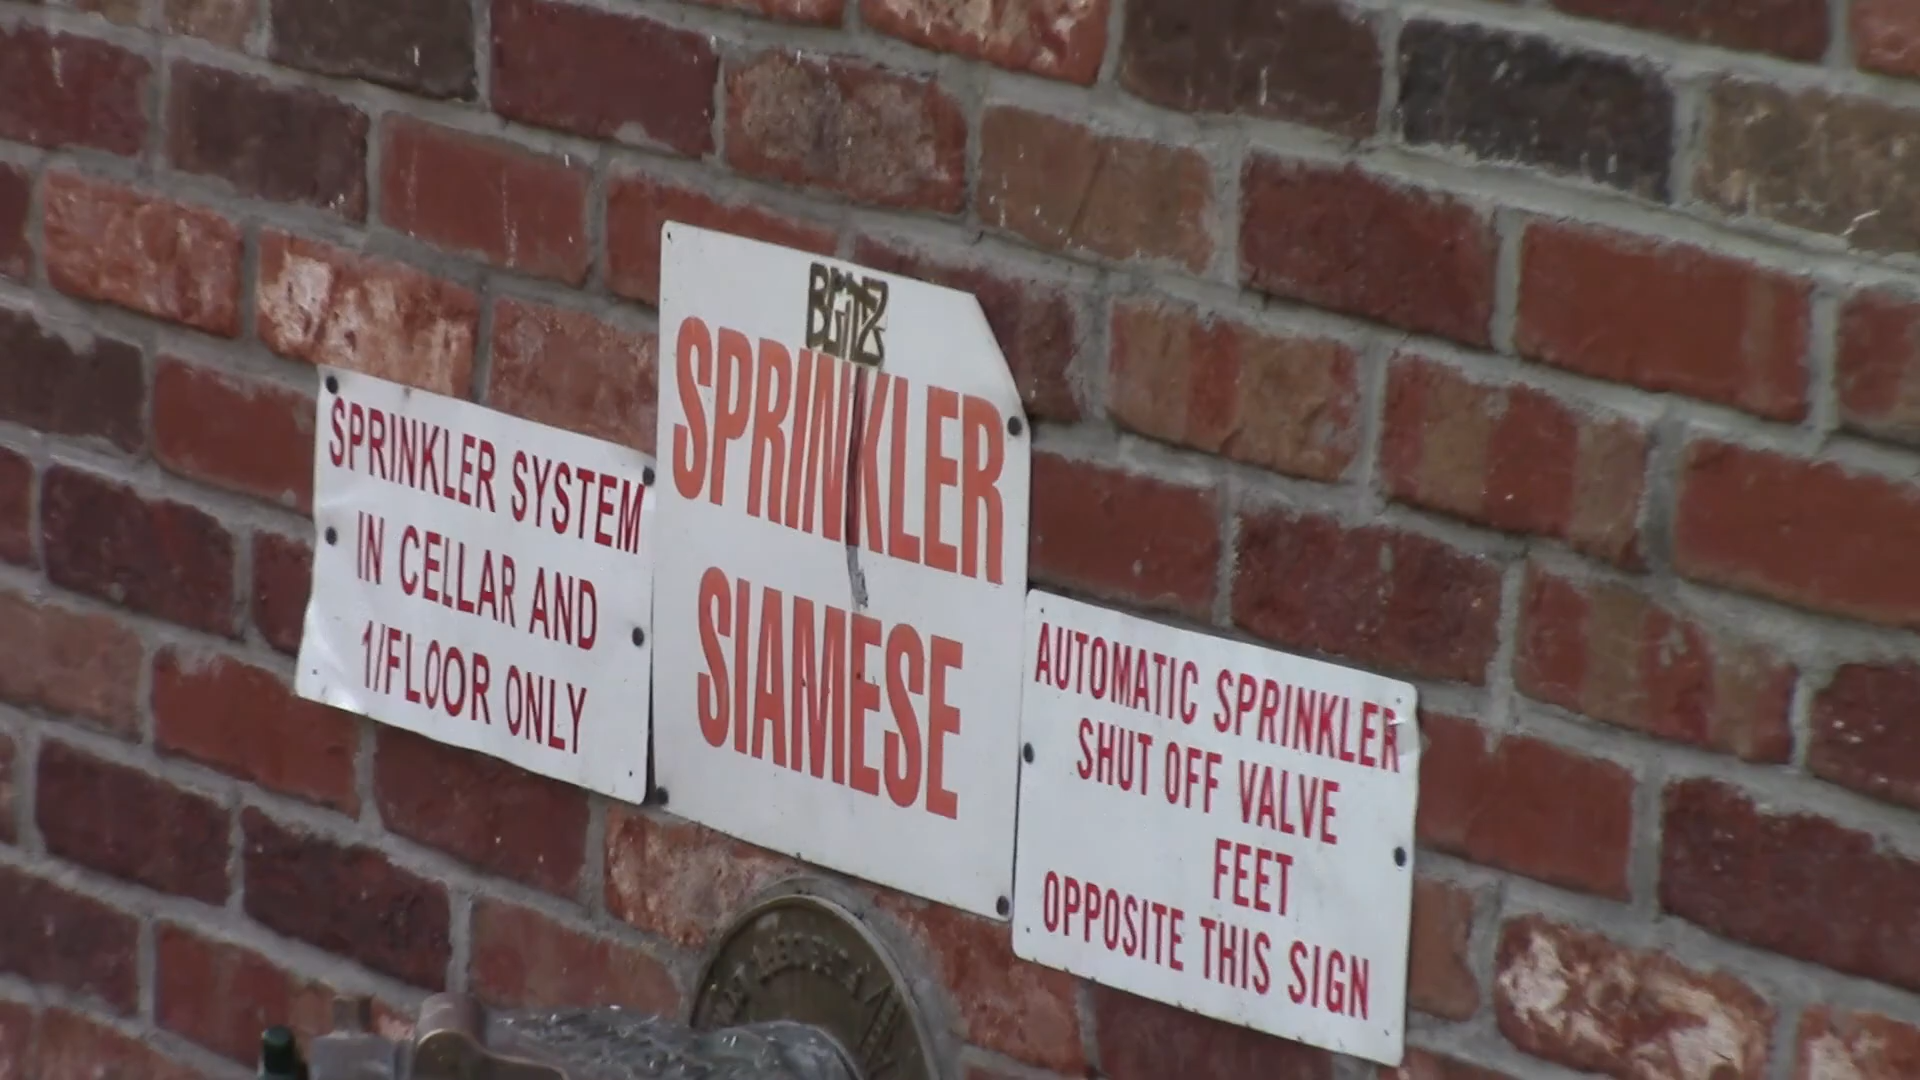 SPRINKLER SYSTEM
IN CELLAR AND
1/FLOOR ONLY
SPRINKLER
SIAMESE
AUTOMATIC SPRINKLER
SHUT OFF VALVE
FEET
OPPOSITE THIS SIGN